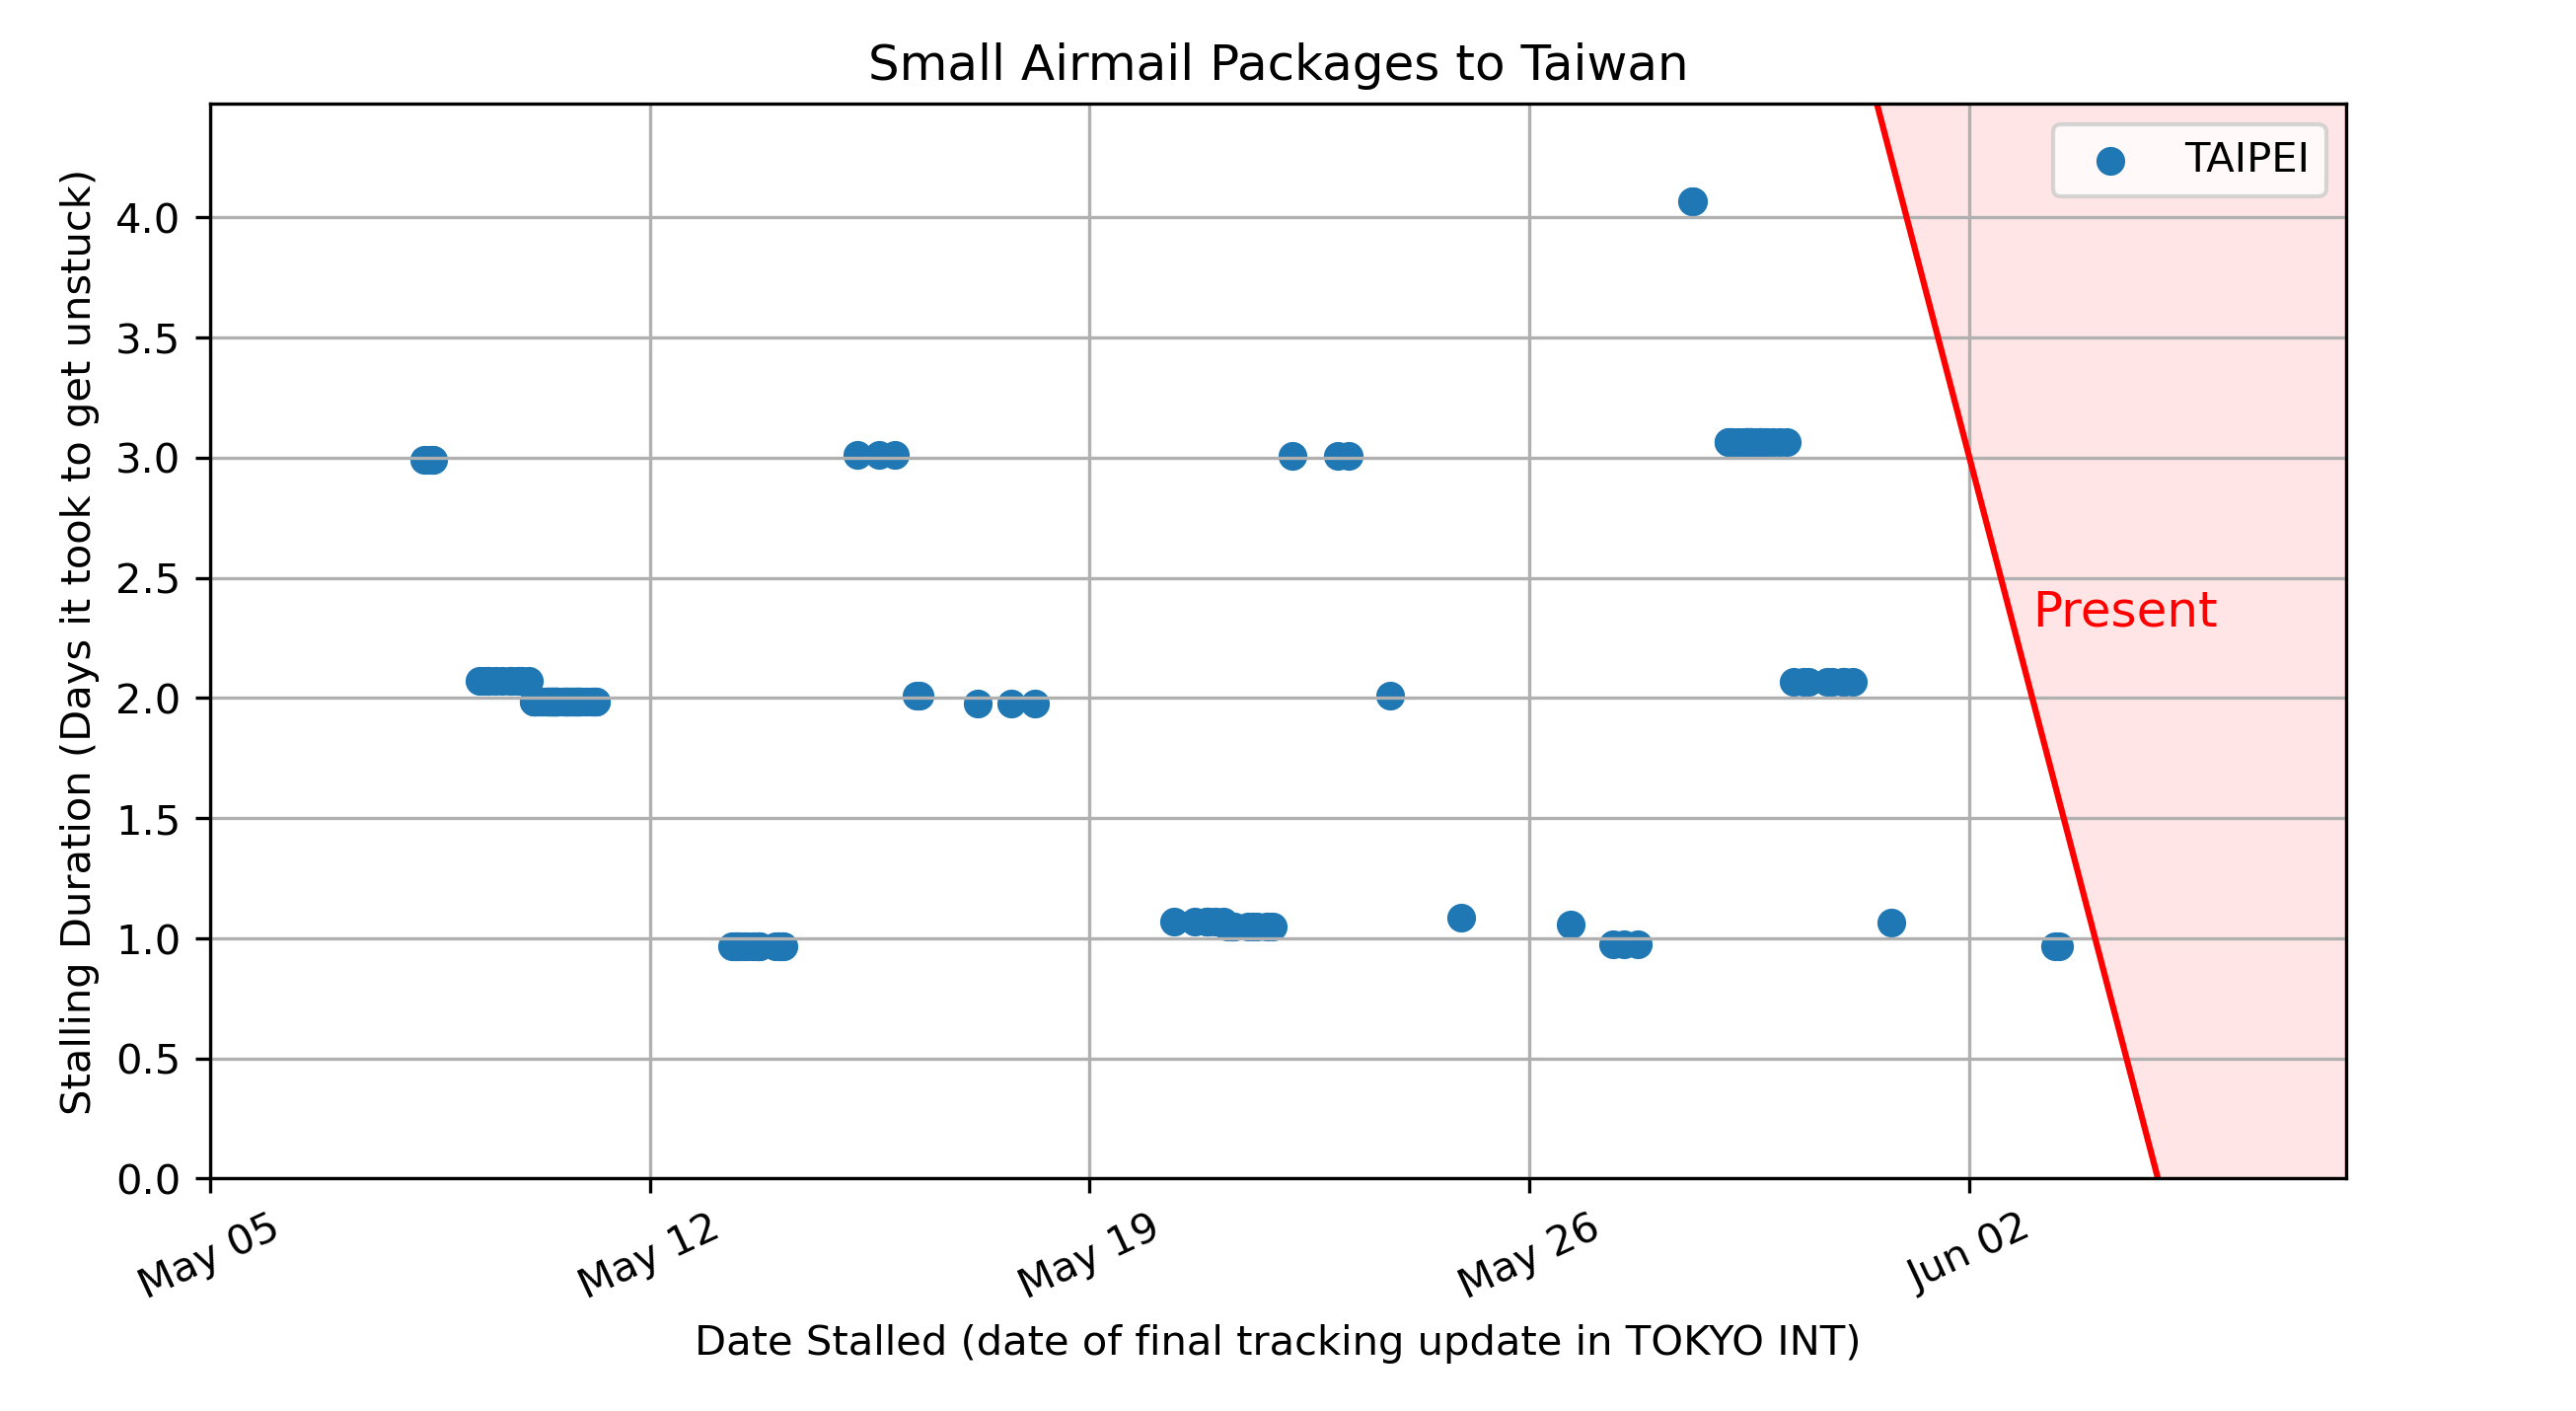 Small Airmail Packages to Taiwan
TAIPEI
Present
Stalling Duration (Days it took to get unstuck)
4.0
3.5
3.0
2.5
2.0
1.5
1.0
0.5
0.0
May 05
May 12
May 19
May 26
Jun 02
Date Stalled (date of final tracking update in TOKYO INT)